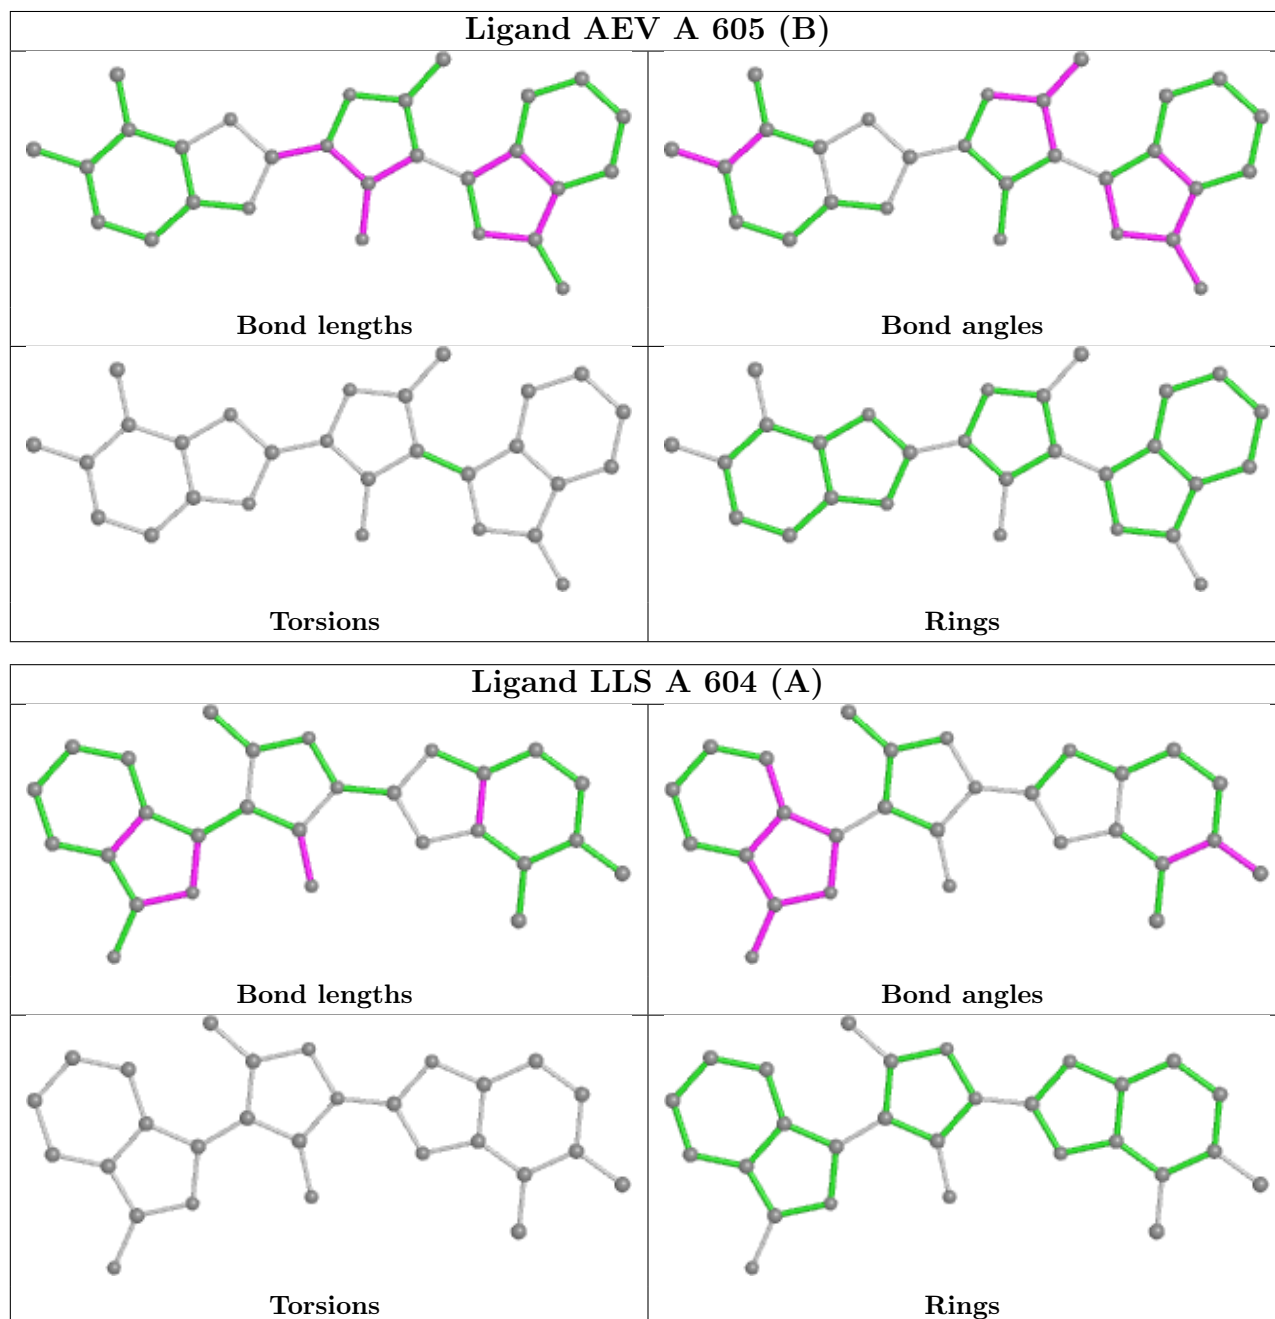 Ligand AEV A 605 (B)
Bond lengths
Bond angles
Torsions
Rings
Ligand LLS A 604 (A)
Bond lengths
Bond angles
Torsions
Rings